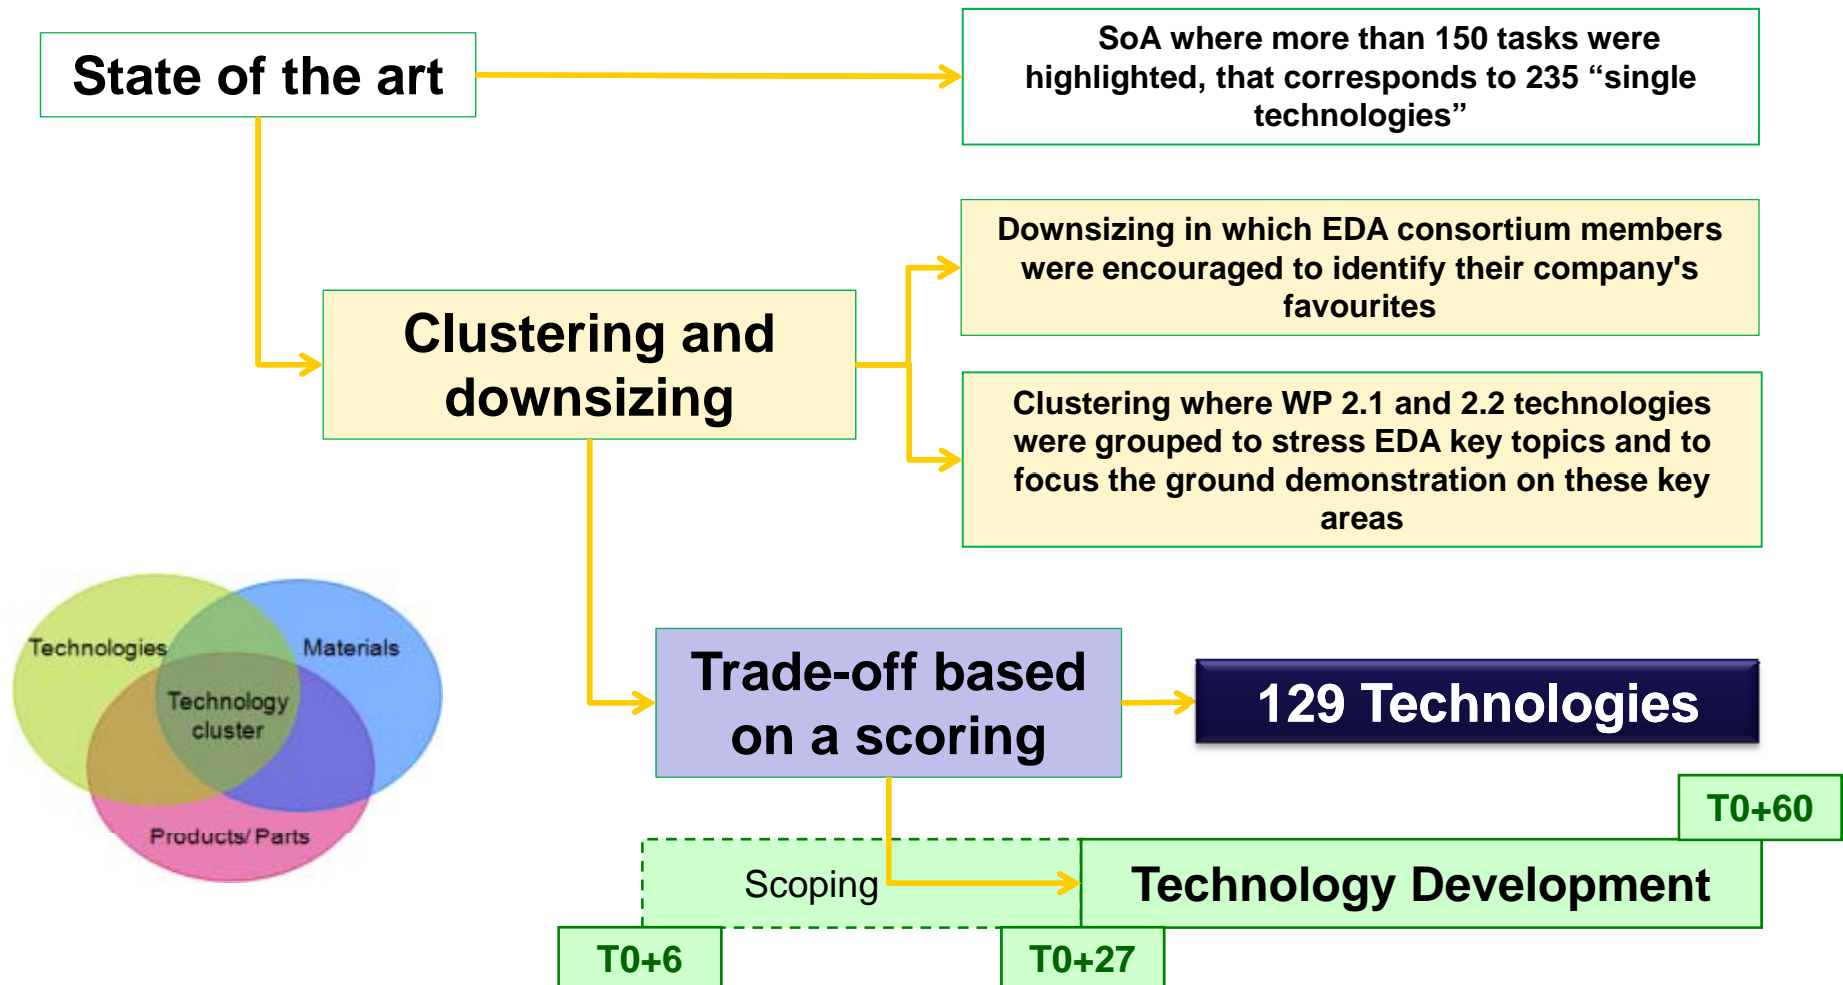 State of the art
SoA where more than 150 tasks were
highlighted, that corresponds to 235 “single
technologies”
Downsizing in which EDA consortium members
were encouraged to identify their company's
favourites
Clustering and
downsizing
Clustering where WP 2.1 and 2.2 technologies
were grouped to stress EDA key topics and to
focus the ground demonstration on these key
areas
Technologies
Materials
Technology
cluster
Products/ Parts
Trade-off based
on a scoring
129 Technologies
T0+60
Scoping
Technology Development
T0+6
T0+27